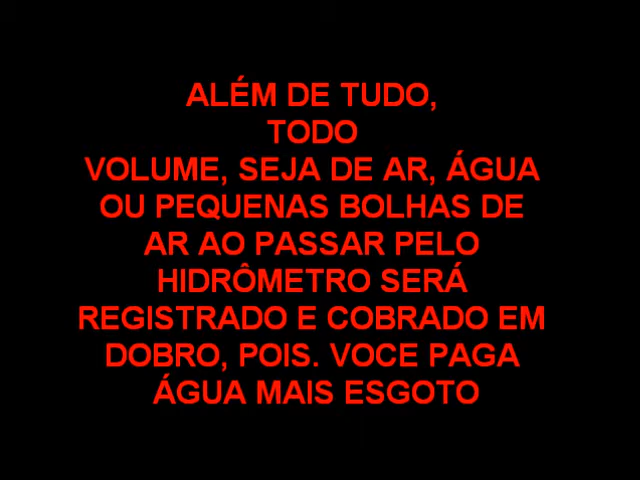 ALÉM DE TUDO,
TODO
VOLUME, SEJA DE AR, ÁGUA
OU PEQUENAS BOLHAS DE
AR AO PASSAR PELO
HIDRÔMETRO SERÁ
REGISTRADO E COBRADO EM
DOBRO, POIS. VOCE PAGA
ÁGUA MAIS ESGOTO